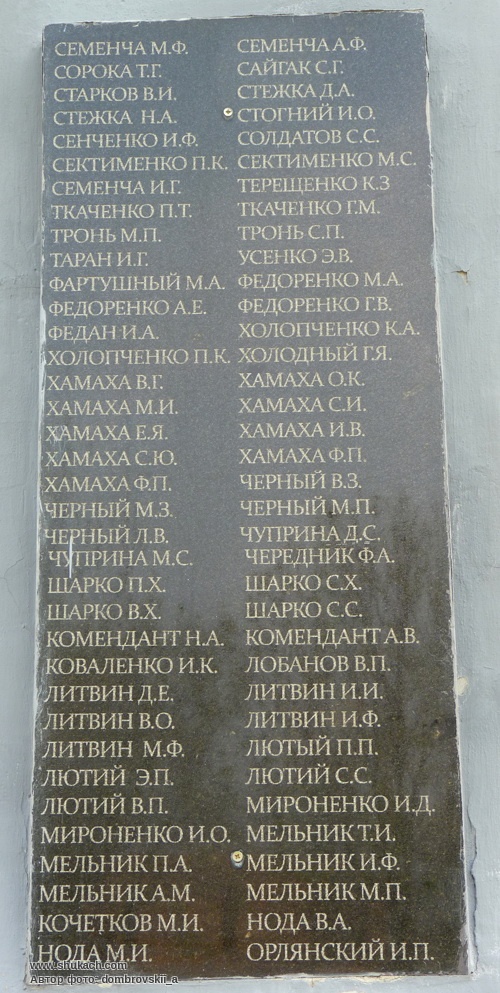 СЕМЕНЧА М.Ф. СЕМЕНЧА А.Ф.
СОРОКА Т.Г. САЙГАК С.Г.
СТАРКОВ В.И. СТЕЖКА Д.А.
СТЕЖКА Н.А. СТОГНИЙ И.О.
СЕНЧЕНКО И.Ф. СОЛДАТОВ С.С.
СЕКТИМЕНКО П.К. СЕКТИМЕНКО М.С.
СЕМЕНЧА И.Г. ТЕРЕЩЕНКО К.З
ТКАЧЕНКО П.Т. ТКАЧЕНКО Г.М.
ТРОНЬ М.П. ТРОНЬ С.П.
ТАРАН И.Г. УСЕНКО Э.В.
ФАРТУШНЫЙ М.А. ФЕДОРЕНКО М.А.
ФЕДОРЕНКО А.Е. ФЕДОРЕНКО Г.В.
ФЕДАН И.А. ХОЛОПЧЕНКО К.А.
ХОЛОПЧЕНКО П.К. ХОЛОДНЫЙ Г.Я.
ХАМАХА В.Г. ХАМАХА О.К.
ХАМАХА М.И. ХАМАХА С.И.
ХАМАХА Е.Я. ХАМАХА И.В.
ХАМАХА С.Ю. ХАМАХА Ф.П.
ХАМАХА Ф.П. ЧЕРНЫЙ В.З.
ЧЕРНЫЙ М.З. ЧЕРНЫЙ М.П.
ЧЕРНЫЙ Л.В. ЧУПРИНА Д.С.
ЧУПРИНА М.С. ЧЕРЕДНИК Ф.А.
ШАРКО П.Х. ШАРКО С.Х.
ШАРКО В.Х. ШАРКО С.С.
КОМЕНДАНТ Н.А. КОМЕНДАНТ А.В.
КОВАЛЕНКО И.К. ЛОБАНОВ В.П.
ЛИТВИН Д.Е. ЛИТВИН И.И.
ЛИТВИН В.О. ЛИТВИН И.Ф.
ЛИТВИН М.Ф. ЛЮТЫЙ П.П.
ЛЮТИЙ Э.П. ЛЮТИЙ С.С.
ЛЮТИЙ В.П. МИРОНЕНКО И.Д.
МИРОНЕНКО И.О. МЕЛЬНИК Т.И.
МЕЛЬНИК П.А. МЕЛЬНИК И.Ф.
МЕЛЬНИК А.М. МЕЛЬНИК М.П.
КОЧЕТКОВ М.И. НОДА В.А.
НОДА М.И. ОРЛЯНСКИЙ И.П.
www.shukach.com
Автор фото- dombrovskii_a